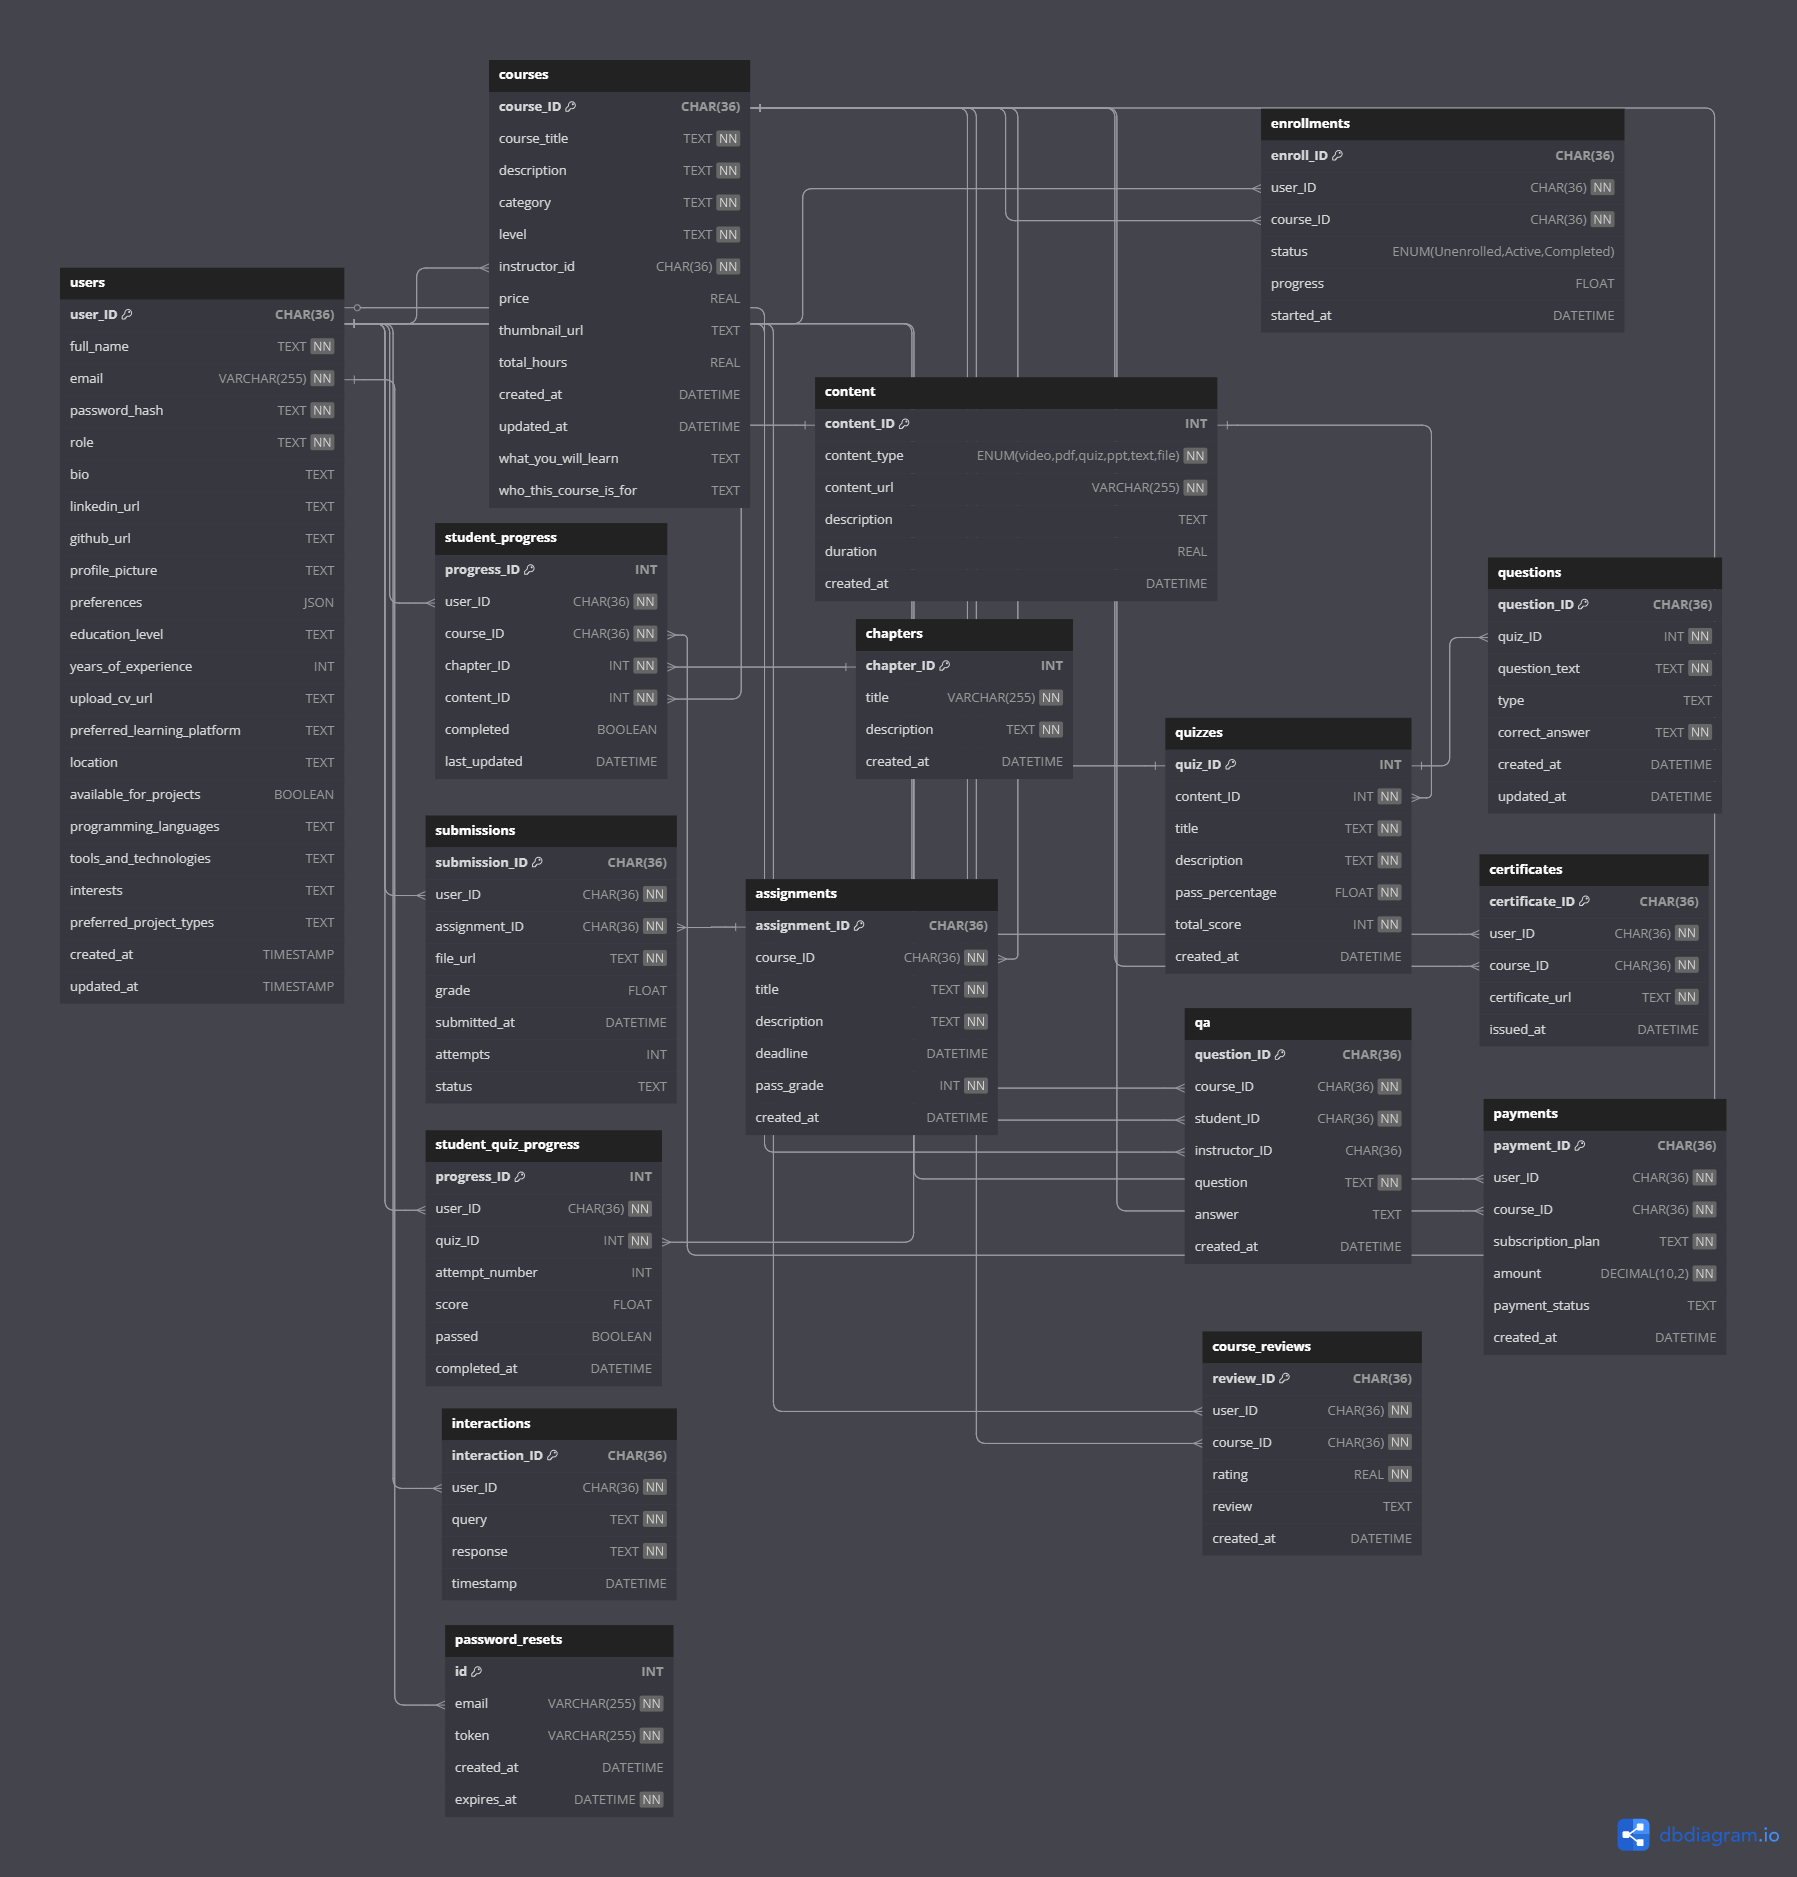 courses
course_ID CHAR(36)
course_title TEXT NN
description TEXT NN
category TEXT NN
level TEXT NN
instructor_id CHAR(36) NN
price REAL
thumbnail_url TEXT
total_hours REAL
created_at DATETIME
updated_at DATETIME
what_you_will_learn TEXT
who_this_course_is_for TEXT
enrollments
enroll_ID CHAR(36)
user_ID CHAR(36) NN
course_ID CHAR(36) NN
status ENUM(Unenrolled,Active,Completed)
progress FLOAT
started_at DATETIME
users
user_ID CHAR(36)
full_name TEXT NN
email VARCHAR(255) NN
password_hash TEXT NN
role TEXT NN
bio TEXT
linkedin_url TEXT
github_url TEXT
profile_picture TEXT
preferences JSON
education_level TEXT
years_of_experience INT
upload_cv_url TEXT
preferred_learning_platform TEXT
location TEXT
available_for_projects BOOLEAN
programming_languages TEXT
tools_and_technologies TEXT
interests TEXT
preferred_project_types TEXT
created_at TIMESTAMP
updated_at TIMESTAMP
content
content_ID INT
content_type ENUM(video,pdf,quiz,ppt,text,file) NN
content_url VARCHAR(255) NN
description TEXT
duration REAL
created_at DATETIME
student_progress
progress_ID INT
user_ID CHAR(36) NN
course_ID CHAR(36) NN
chapter_ID INT NN
content_ID INT NN
completed BOOLEAN
last_updated DATETIME
chapters
chapter_ID INT
title VARCHAR(255) NN
description TEXT NN
created_at DATETIME
questions
question_ID CHAR(36)
quiz_ID INT NN
question_text TEXT NN
type TEXT
correct_answer TEXT NN
created_at DATETIME
updated_at DATETIME
quizzes
quiz_ID INT
content_ID INT NN
title TEXT NN
description TEXT NN
pass_percentage FLOAT NN
total_score INT NN
created_at DATETIME
submissions
submission_ID CHAR(36)
user_ID CHAR(36) NN
assignment_ID CHAR(36) NN
file_url TEXT NN
grade FLOAT
submitted_at DATETIME
attempts INT
status TEXT
assignments
assignment_ID CHAR(36)
course_ID CHAR(36) NN
title TEXT NN
description TEXT NN
deadline DATETIME
pass_grade INT NN
created_at DATETIME
certificates
certificate_ID CHAR(36)
user_ID CHAR(36) NN
course_ID CHAR(36) NN
certificate_url TEXT NN
issued_at DATETIME
qa
question_ID CHAR(36)
course_ID CHAR(36) NN
student_ID CHAR(36) NN
instructor_ID CHAR(36)
question TEXT NN
answer TEXT
created_at DATETIME
payments
payment_ID CHAR(36)
user_ID CHAR(36) NN
course_ID CHAR(36) NN
subscription_plan TEXT NN
amount DECIMAL(10,2) NN
payment_status TEXT
created_at DATETIME
student_quiz_progress
progress_ID INT
user_ID CHAR(36) NN
quiz_ID INT NN
attempt_number INT
score FLOAT
passed BOOLEAN
completed_at DATETIME
course_reviews
review_ID CHAR(36)
user_ID CHAR(36) NN
course_ID CHAR(36) NN
rating REAL NN
review TEXT
created_at DATETIME
interactions
interaction_ID CHAR(36)
user_ID CHAR(36) NN
query TEXT NN
response TEXT NN
timestamp DATETIME
password_resets
id INT
email VARCHAR(255) NN
token VARCHAR(255) NN
created_at DATETIME
expires_at DATETIME NN
dbdiagram.io